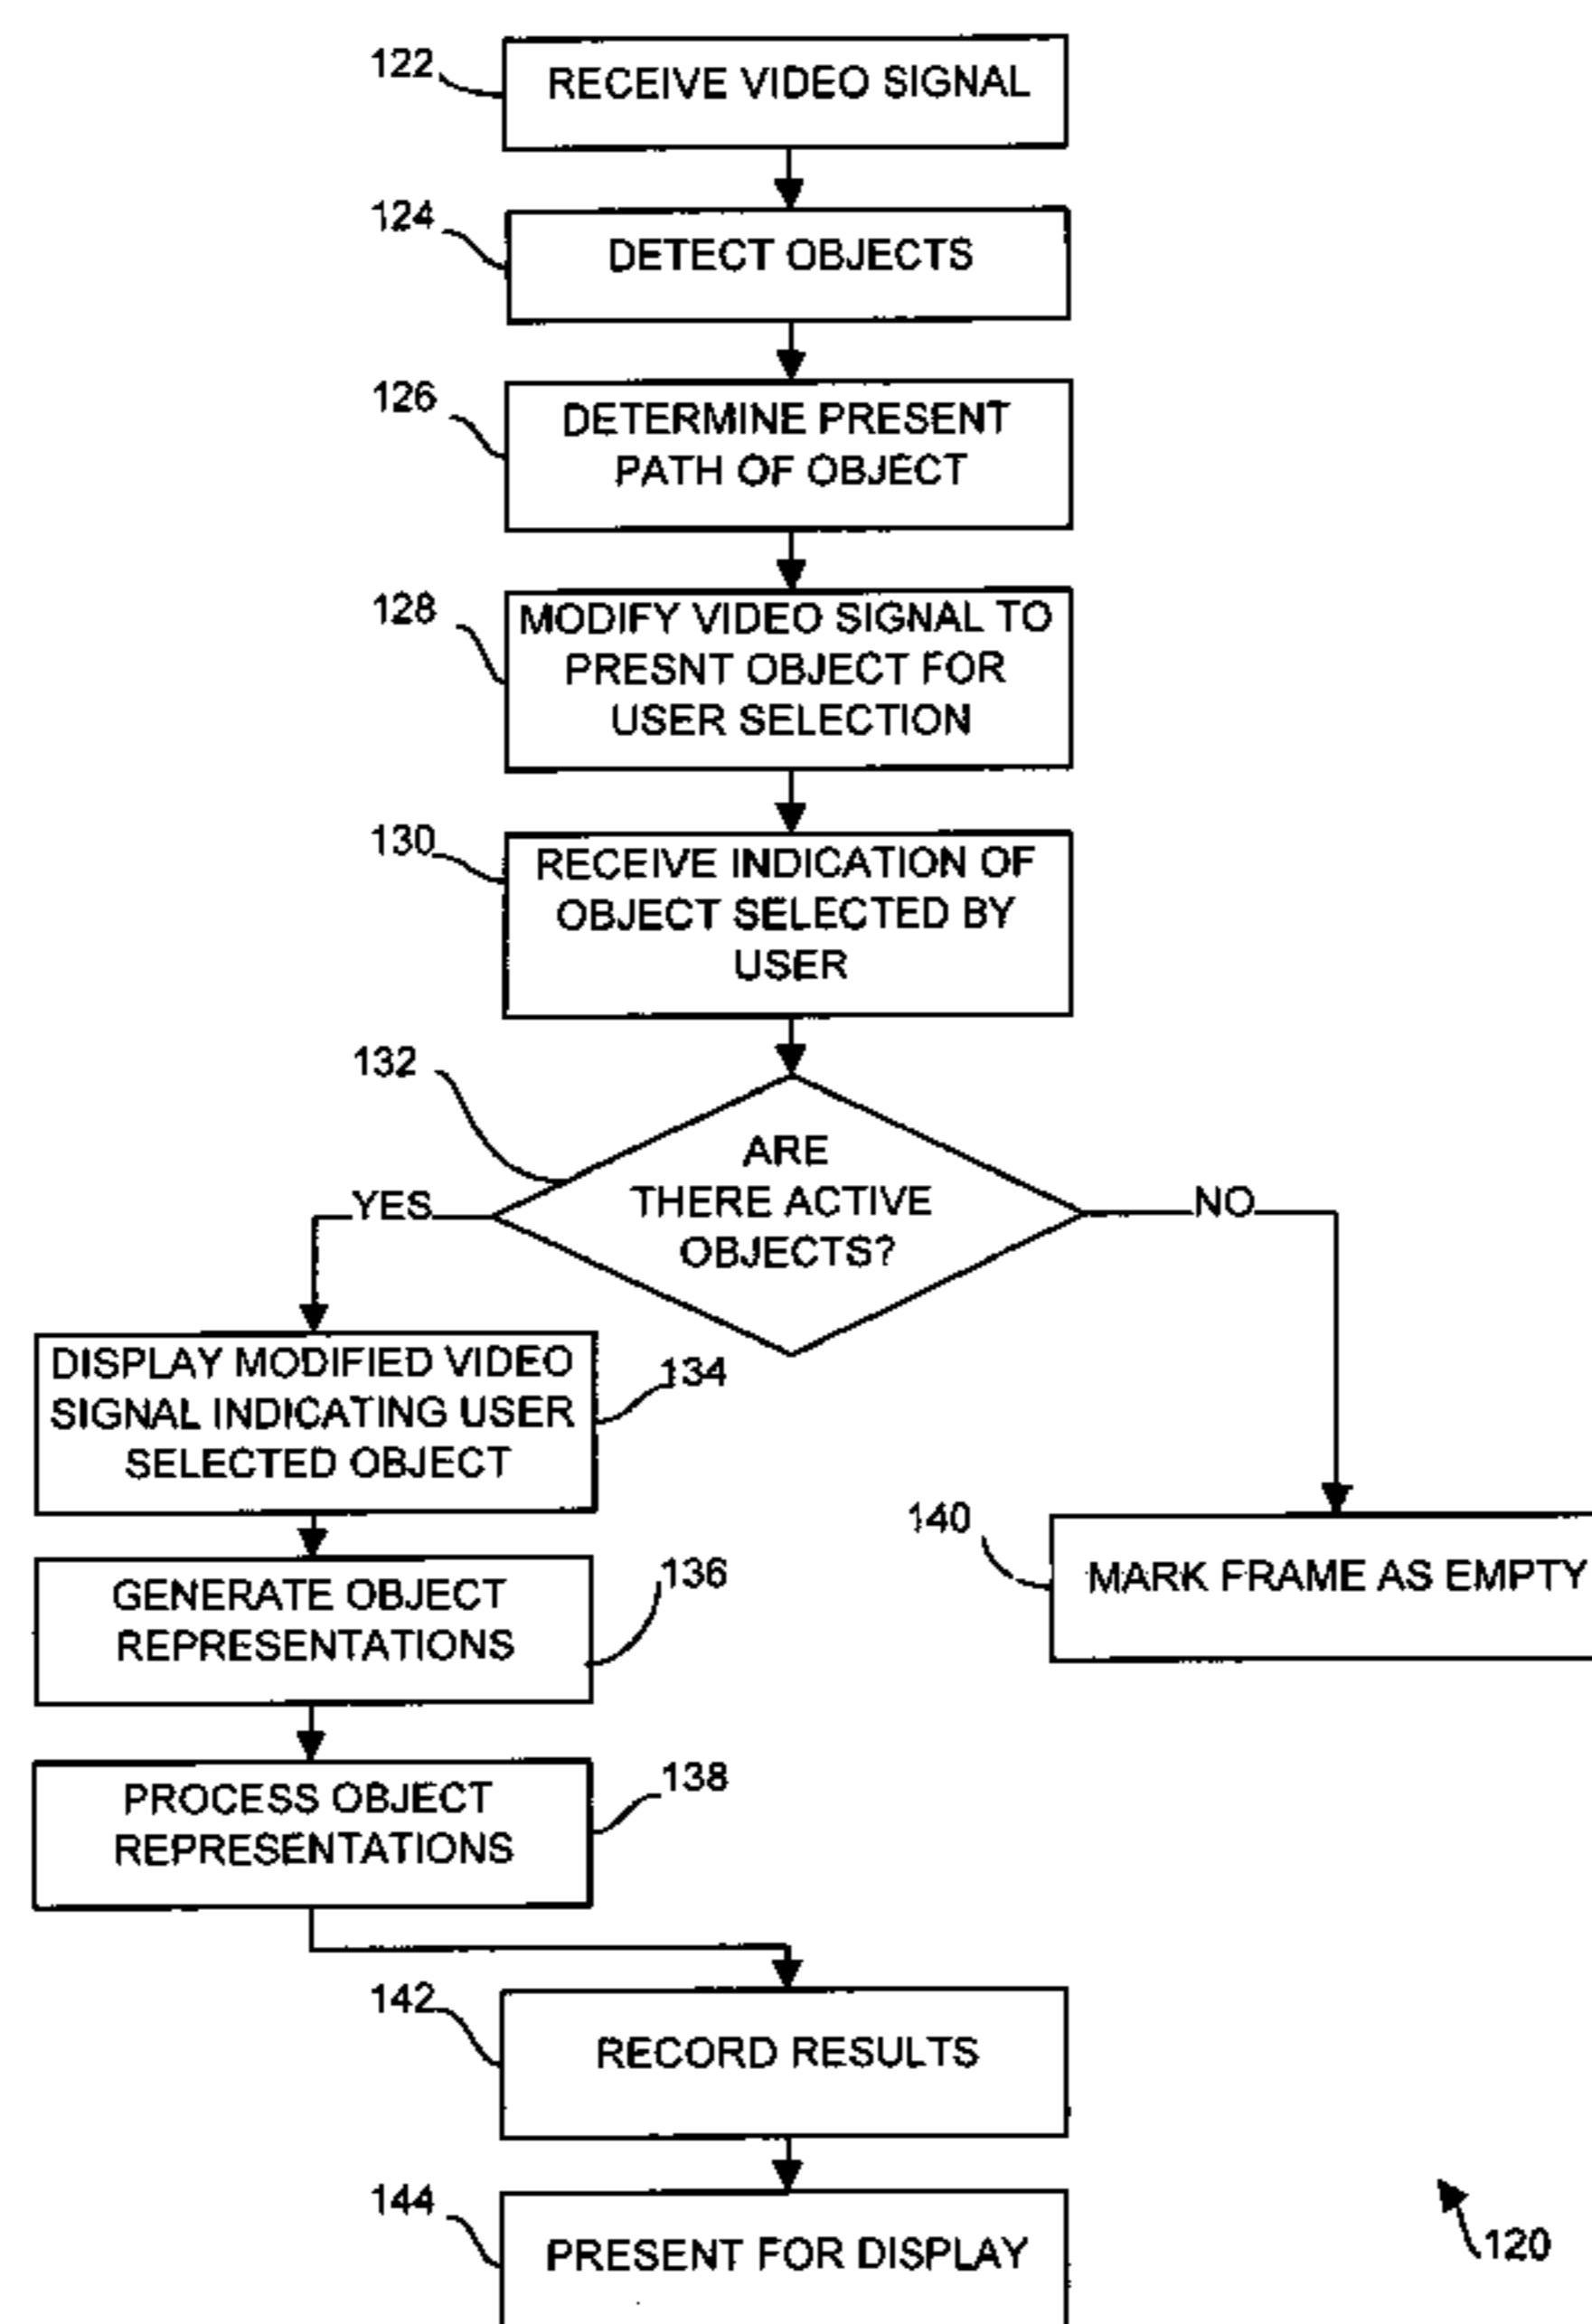 122
RECEIVE VIDEO SIGNAL
124
DETECT OBJECTS
126
DETERMINE PRESENT
PATH OF OBJECT
128
MODIFY VIDEO SIGNAL TO
PRESNT OBJECT FOR
USER SELECTION
130
RECEIVE INDICATION OF
OBJECT SELECTED BY
USER
132
ARE
THERE ACTIVE
OBJECTS?
YES
NO
DISPLAY MODIFIED VIDEO
SIGNAL INDICATING USER
SELECTED OBJECT
134
140
MARK FRAME AS EMPTY
GENERATE OBJECT
REPRESENTATIONS
136
PROCESS OBJECT
REPRESENTATIONS
138
142
RECORD RESULTS
144
PRESENT FOR DISPLAY
120